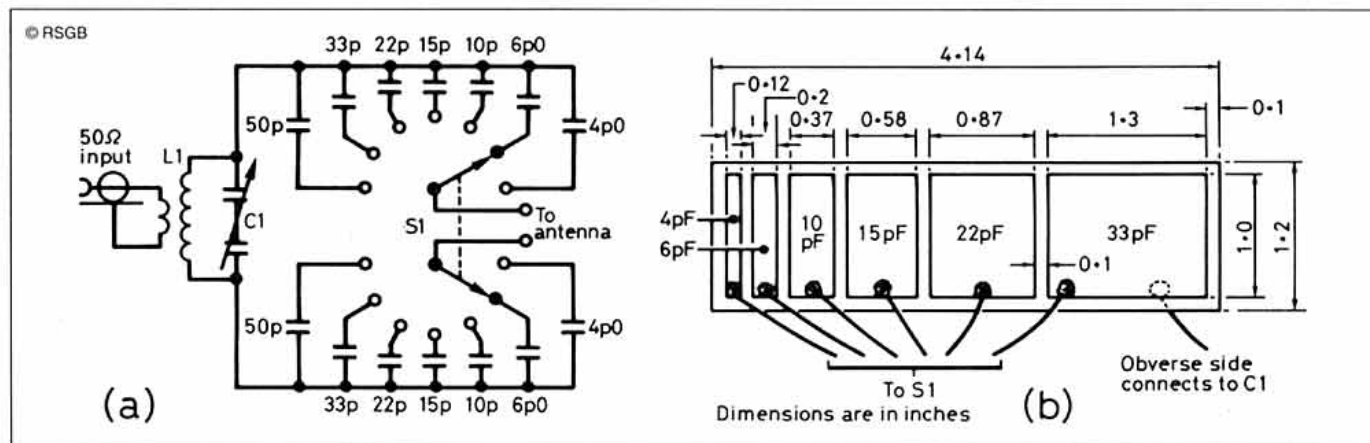 © RSGB
33p 22p 15p 10p 6p0
50p
4p0
50Ω
input
L1
C1
S1
To
antenna
50p
4p0
33p 22p 15p 10p 6p0
(a)
4·14
0·12
0·2
0·37
0·58
0·87
1·3
0·1
4pF
6pF
10
pF
15pF
22pF
33pF
0·1
1·0
1·2
To S1
Dimensions are in inches
Obverse side
connects to C1
(b)